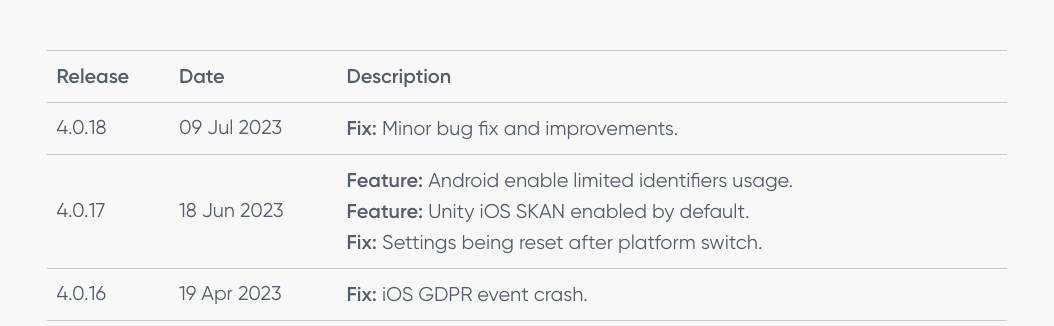 Release Date Description
4.0.18 09 Jul 2023 Fix: Minor bug fix and improvements.
Feature: Android enable limited identifiers usage.
4.0.17 18 Jun 2023 Feature: Unity iOS SKAN enabled by default.
Fix: Settings being reset after platform switch.
4.0.16 19 Apr 2023 Fix: iOS GDPR event crash.